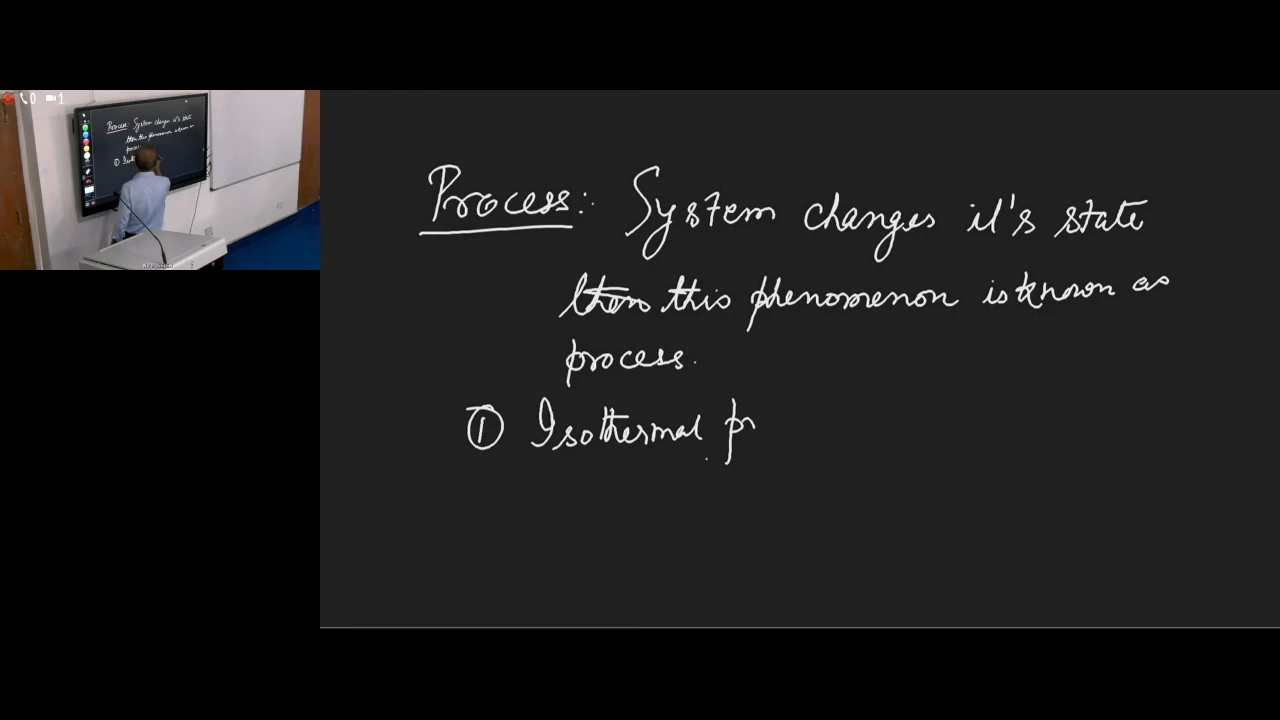 Process: System changes it's state
then this phenomenon is known as
process.
① Isothermal pr